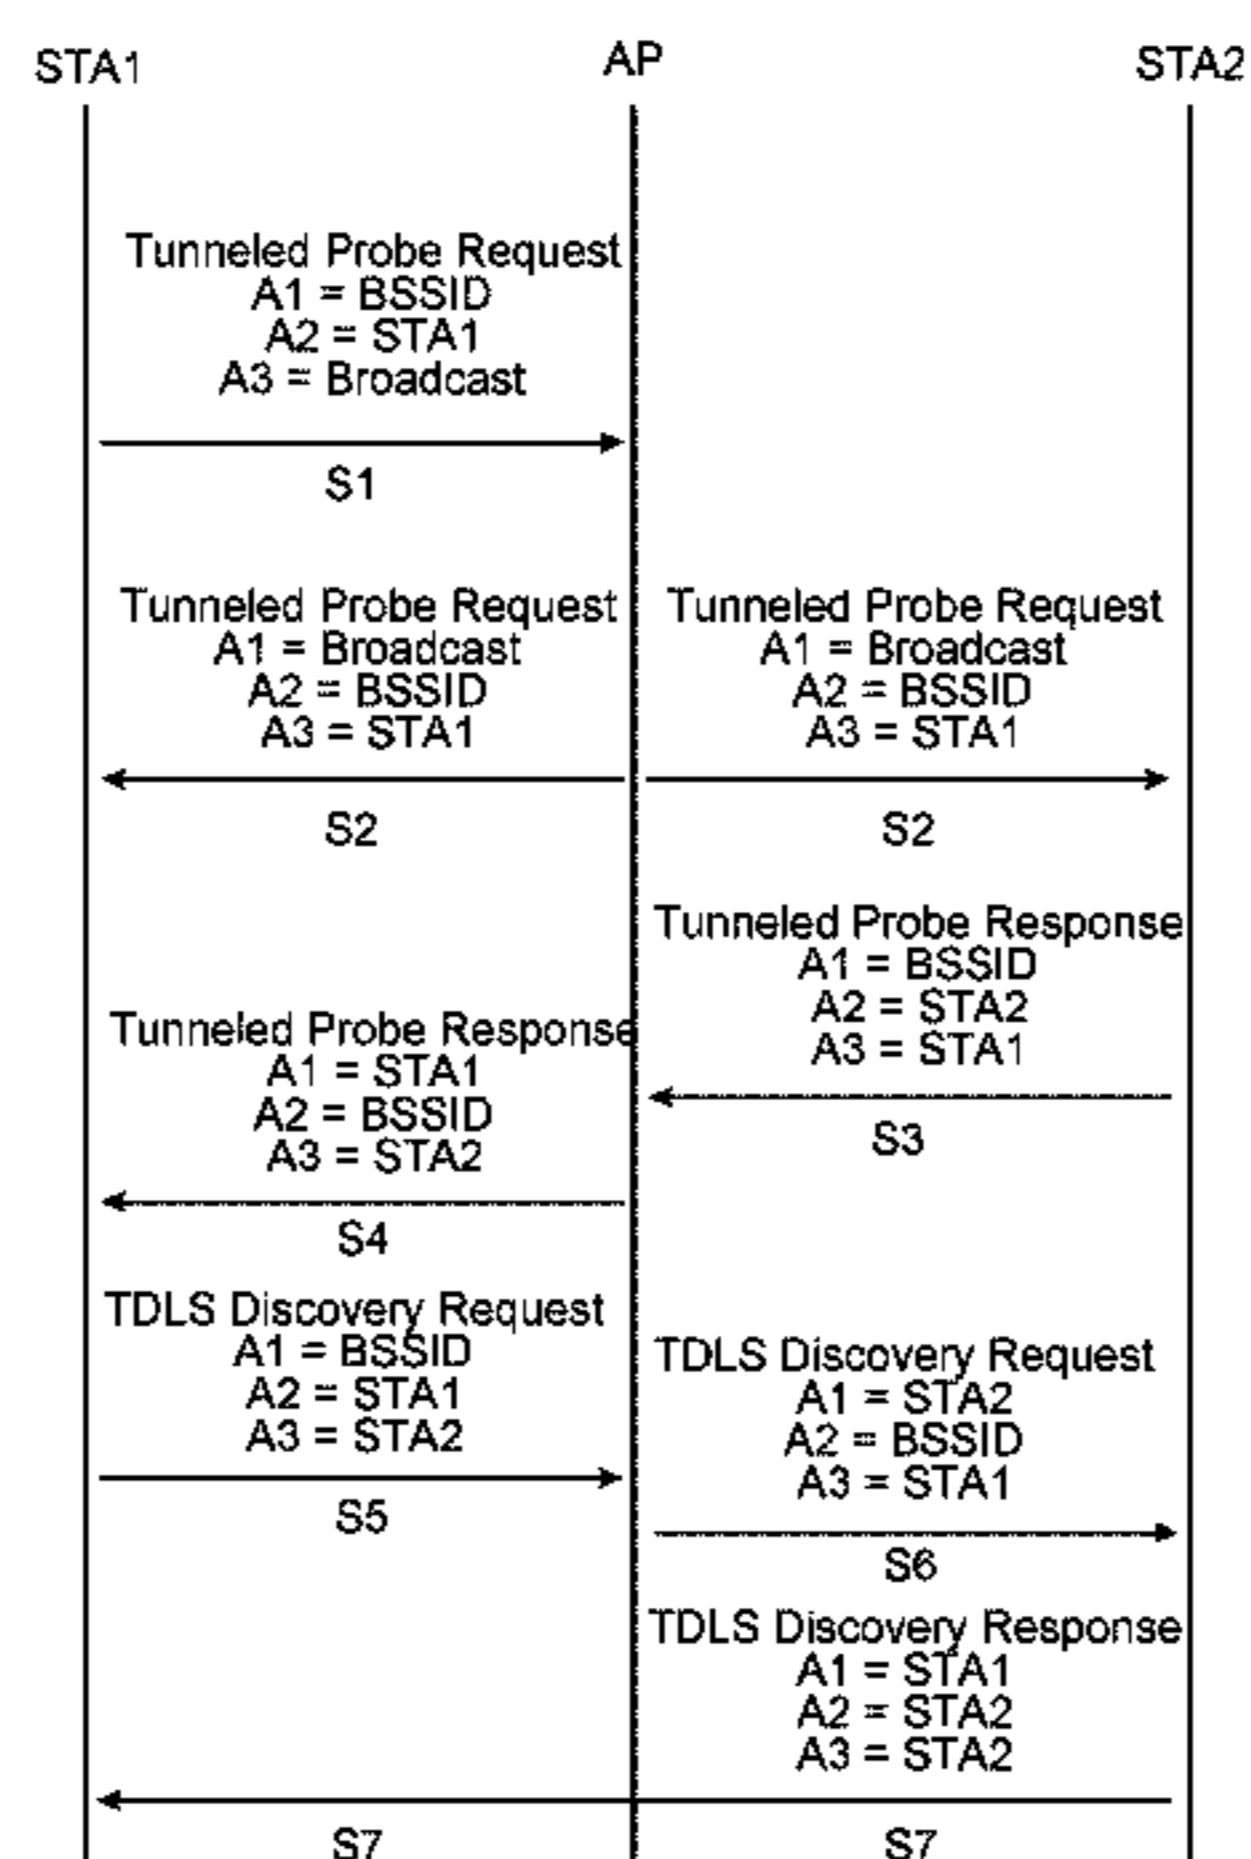 STA1
AP
STA2
Tunneled Probe Request
A1 = BSSID
A2 = STA1
A3 = Broadcast
S1
Tunneled Probe Request
A1 = Broadcast
A2 = BSSID
A3 = STA1
S2
Tunneled Probe Request
A1 = Broadcast
A2 = BSSID
A3 = STA1
S2
Tunneled Probe Response
A1 = BSSID
A2 = STA2
A3 = STA1
S3
Tunneled Probe Response
A1 = STA1
A2 = BSSID
A3 = STA2
S4
TDLS Discovery Request
A1 = BSSID
A2 = STA1
A3 = STA2
S5
TDLS Discovery Request
A1 = STA2
A2 = BSSID
A3 = STA1
S6
TDLS Discovery Response
A1 = STA1
A2 = STA2
A3 = STA2
S7
S7